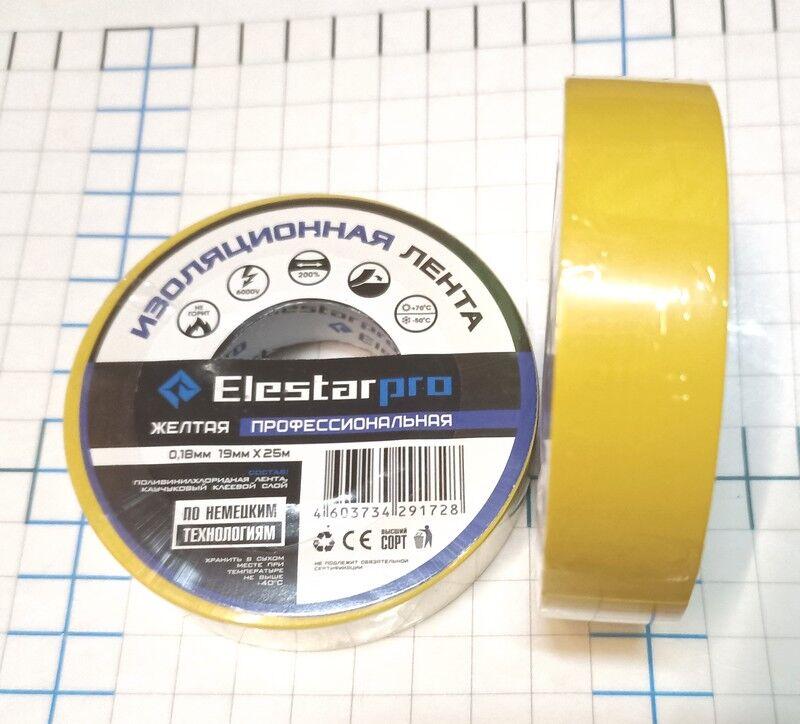 ИЗОЛЯЦИОННАЯ ЛЕНТА
НЕ ГОРИТ
6000V
200%
+70°C
-50°C
Elestar
Elestarpro
ЖЕЛТАЯ ПРОФЕССИОНАЛЬНАЯ
0,18мм 19мм X 25м
СОСТАВ:
ПОЛИВИНИЛХЛОРИДНАЯ ЛЕНТА,
КАУЧУКОВЫЙ КЛЕЕВОЙ СЛОЙ
ПО НЕМЕЦКИМ
ТЕХНОЛОГИЯМ
ХРАНИТЬ В СУХОМ
МЕСТЕ ПРИ
ТЕМПЕРАТУРЕ
НЕ ВЫШЕ
+40°C
4 603734 291728
CE
ВЫСШИЙ
СОРТ
НЕ ПОДЛЕЖИТ ОБЯЗАТЕЛЬНОЙ
СЕРТИФИКАЦИИ